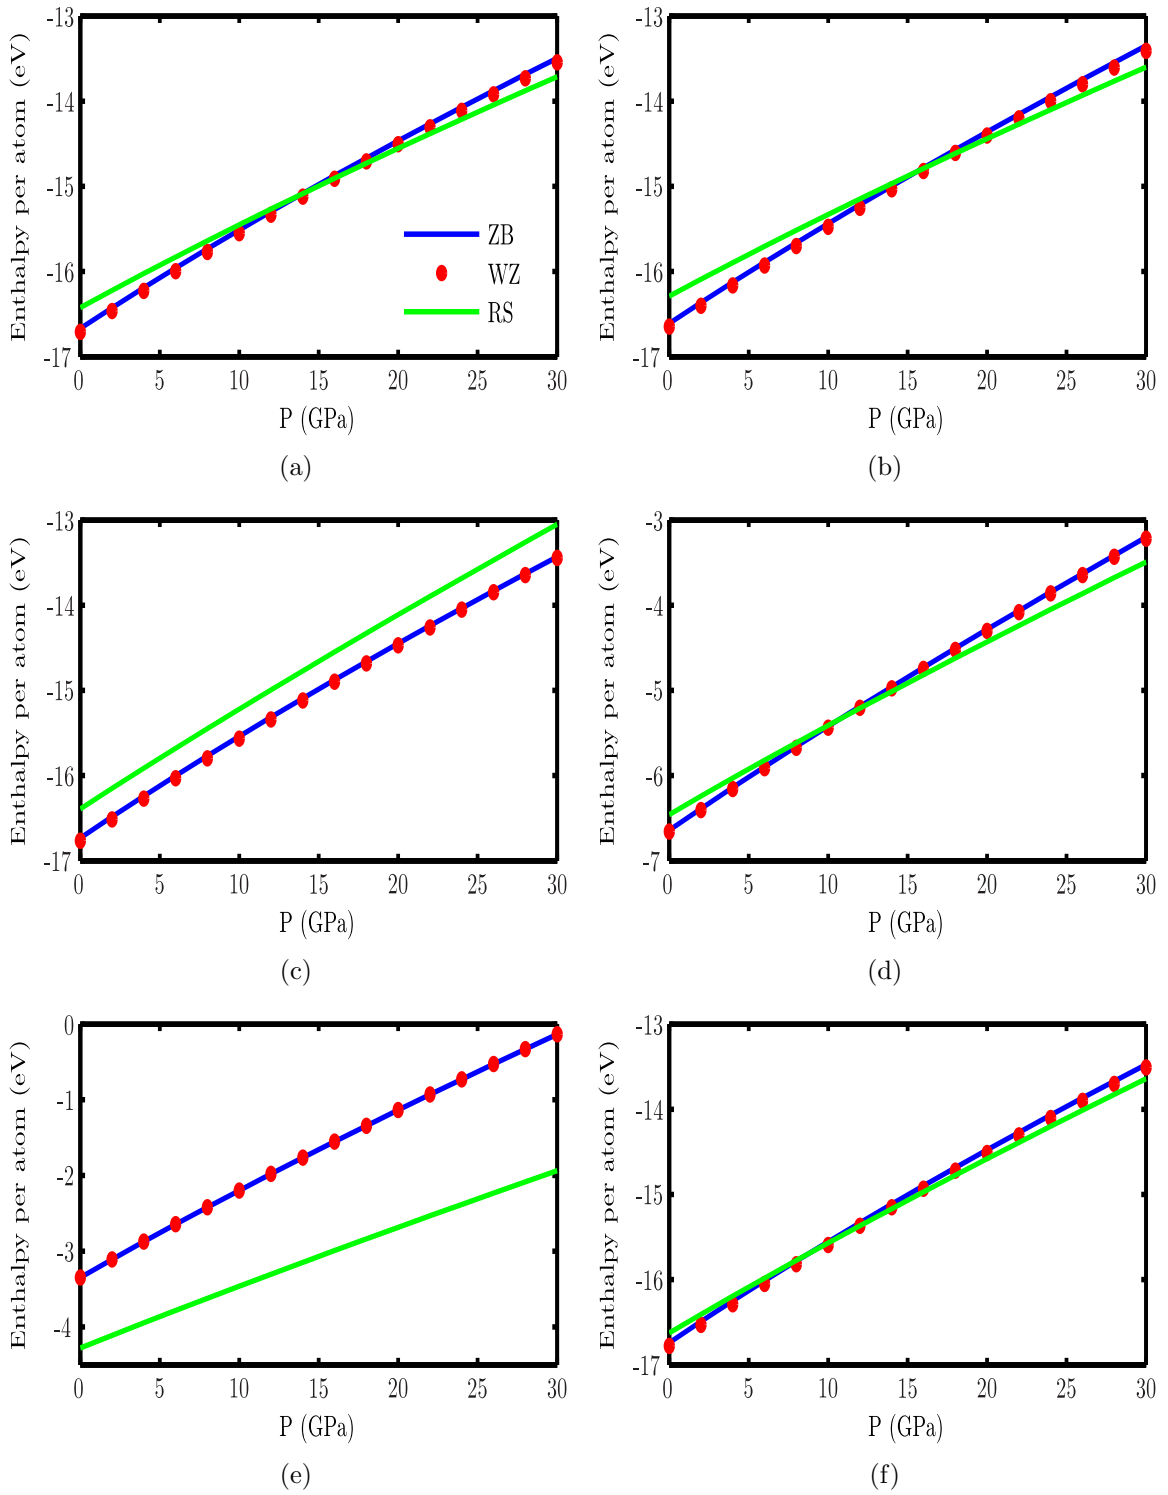 -13
-14
-15
-16
-17
Enthalpy per atom (eV)
ZB
WZ
RS
0 5 10 15 20 25 30
P (GPa)
(a)
-13
-14
-15
-16
-17
Enthalpy per atom (eV)
0 5 10 15 20 25 30
P (GPa)
(b)
-13
-14
-15
-16
-17
Enthalpy per atom (eV)
0 5 10 15 20 25 30
P (GPa)
(c)
-3
-4
-5
-6
-7
Enthalpy per atom (eV)
0 5 10 15 20 25 30
P (GPa)
(d)
0
-1
-2
-3
-4
Enthalpy per atom (eV)
0 5 10 15 20 25 30
P (GPa)
(e)
-13
-14
-15
-16
-17
Enthalpy per atom (eV)
0 5 10 15 20 25 30
P (GPa)
(f)